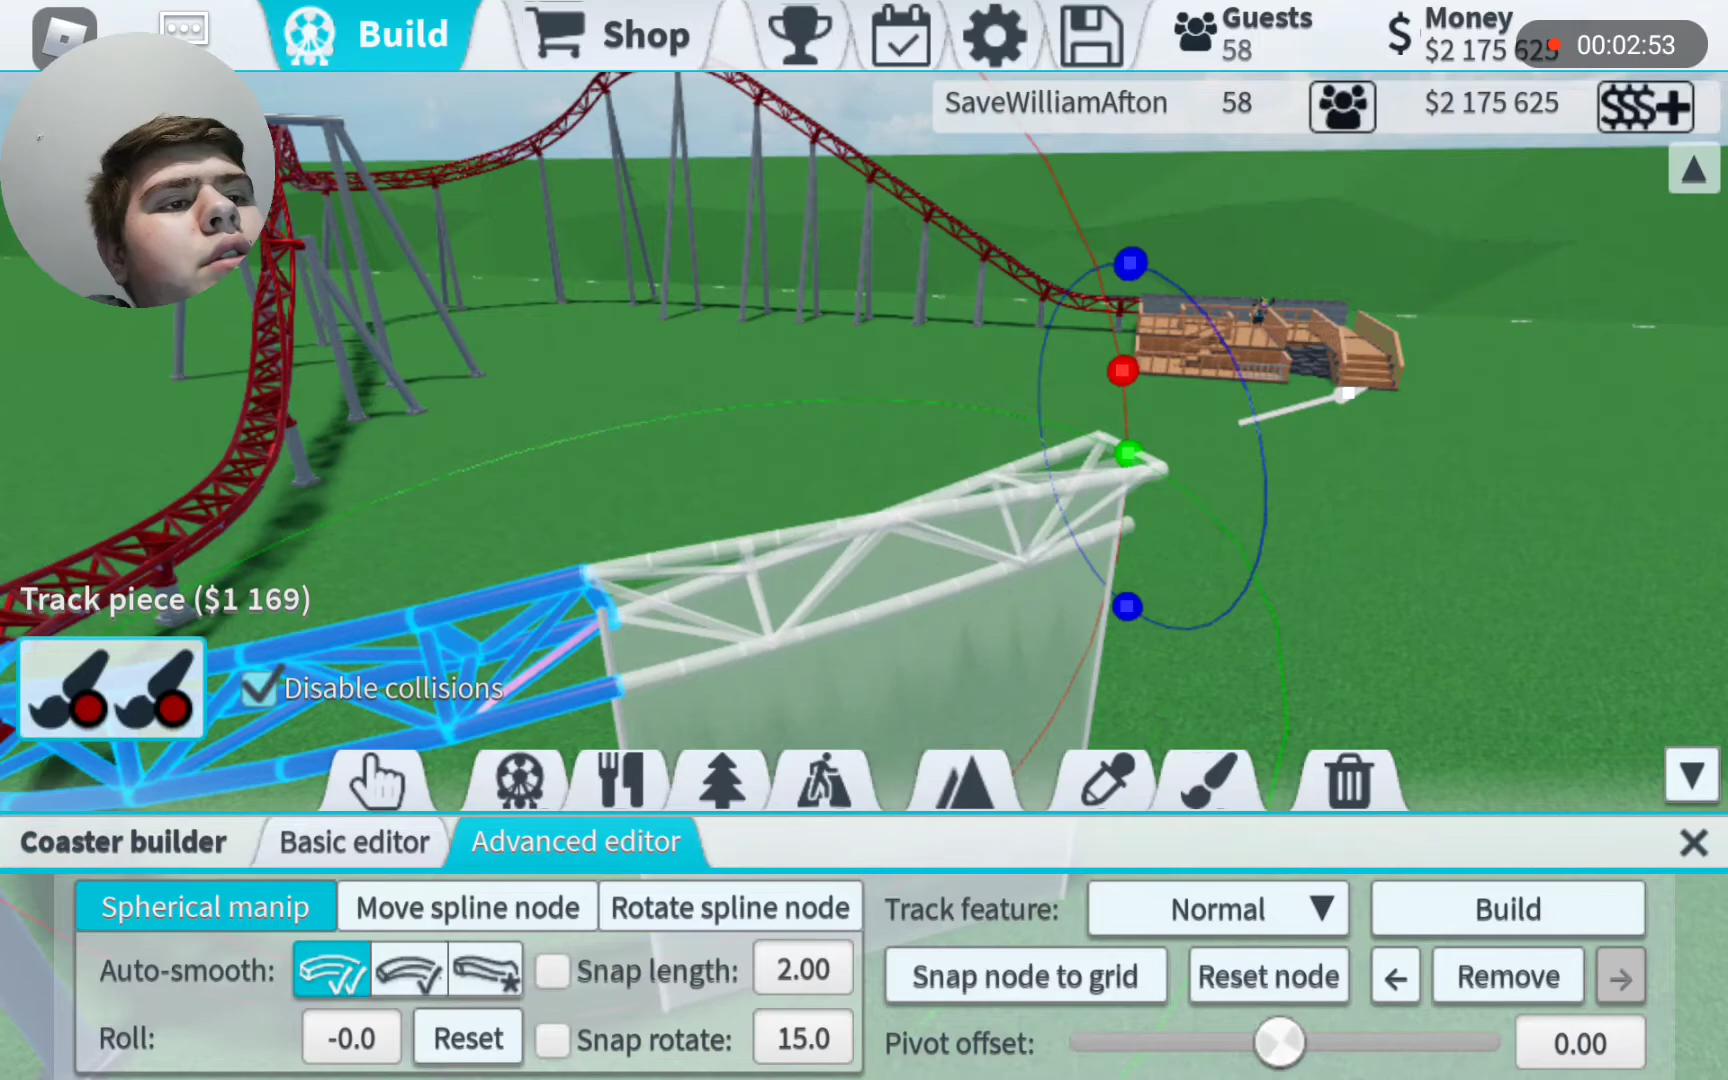 Build
Shop
Guests
58
$ Money
$2 175 625
00:02:53
SaveWilliamAfton 58 $2 175 625
$$$+
Track piece ($1 169)
Disable collisions
Coaster builder
Basic editor
Advanced editor
Spherical manip
Move spline node
Rotate spline node
Track feature:
Normal
Build
Auto-smooth:
Snap length:
2.00
Snap node to grid
Reset node
Remove
Roll:
-0.0
Reset
Snap rotate:
15.0
Pivot offset:
0.00